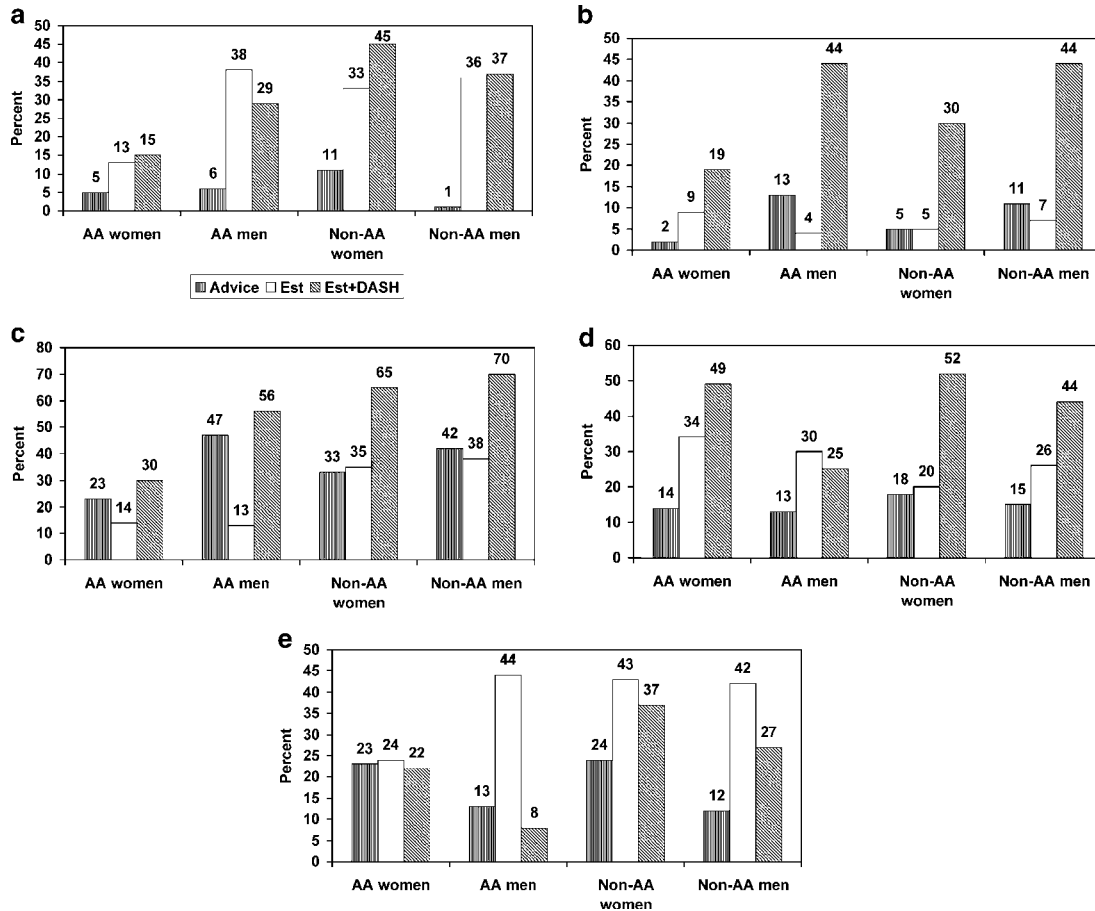 a
50
45
40
35
30
25
20
15
10
5
0
Percent
5 13 15
6 38 29
11 33 45
1 36 37
AA women AA men Non-AA women Non-AA men
Advice Est Est+DASH
b
50
45
40
35
30
25
20
15
10
5
0
Percent
2 9 19
13 4 44
5 5 30
11 7 44
AA women AA men Non-AA women Non-AA men
c
80
70
60
50
40
30
20
10
0
Percent
23 14 30
47 13 56
33 35 65
42 38 70
AA women AA men Non-AA women Non-AA men
d
60
50
40
30
20
10
0
Percent
14 34 49
13 30 25
18 20 52
15 26 44
AA women AA men Non-AA women Non-AA men
e
50
45
40
35
30
25
20
15
10
5
0
Percent
23 24 22
13 44 8
24 43 37
12 42 27
AA women AA men Non-AA women Non-AA men